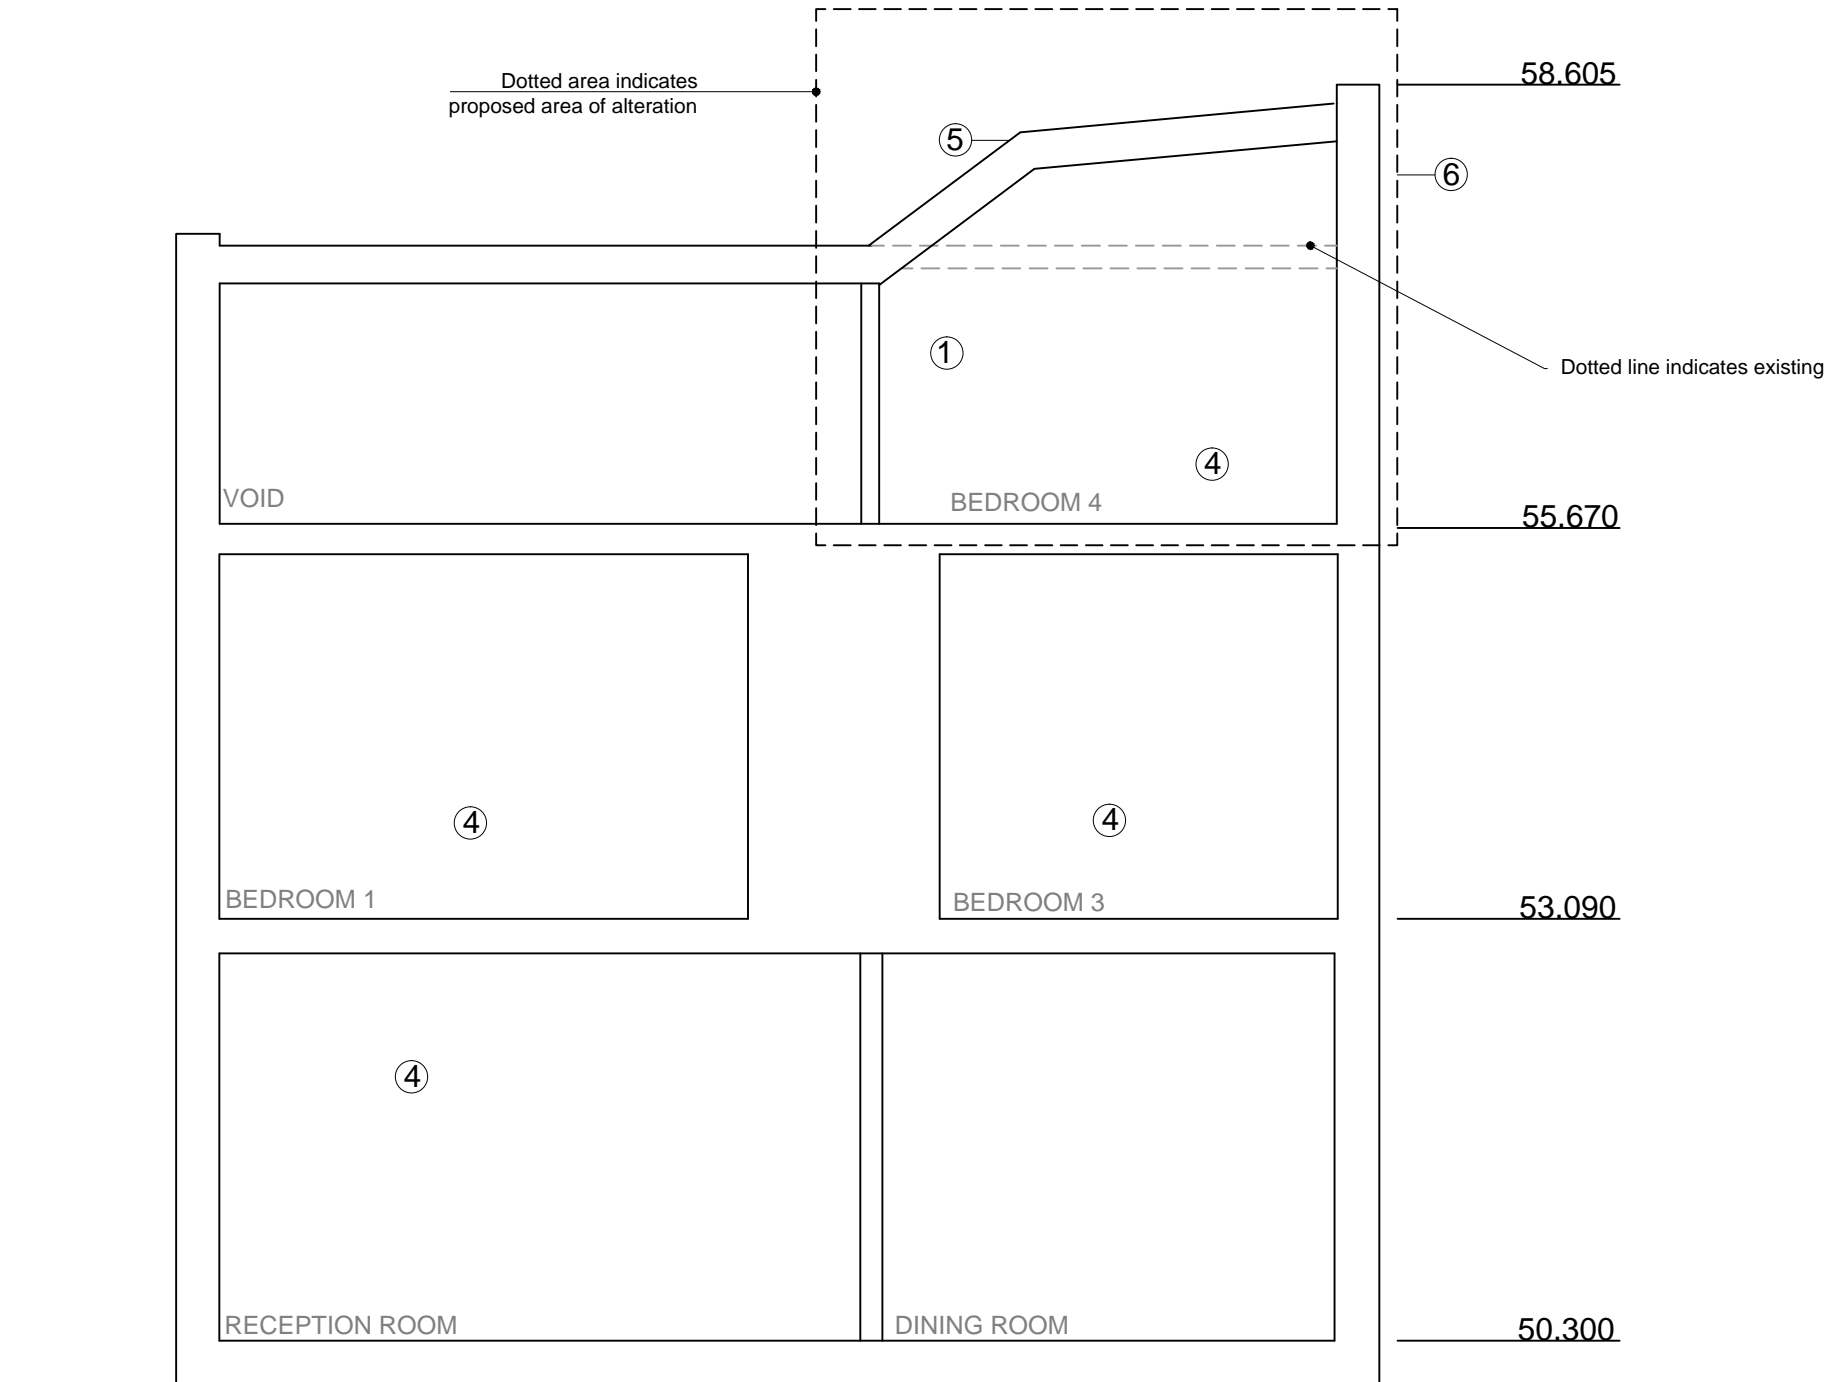 58.605
Dotted area indicates
proposed area of alteration
5
6
1
Dotted line indicates existing
4
VOID
BEDROOM 4
55.670
4
4
BEDROOM 1
BEDROOM 3
53.090
4
RECEPTION ROOM
DINING ROOM
50.300